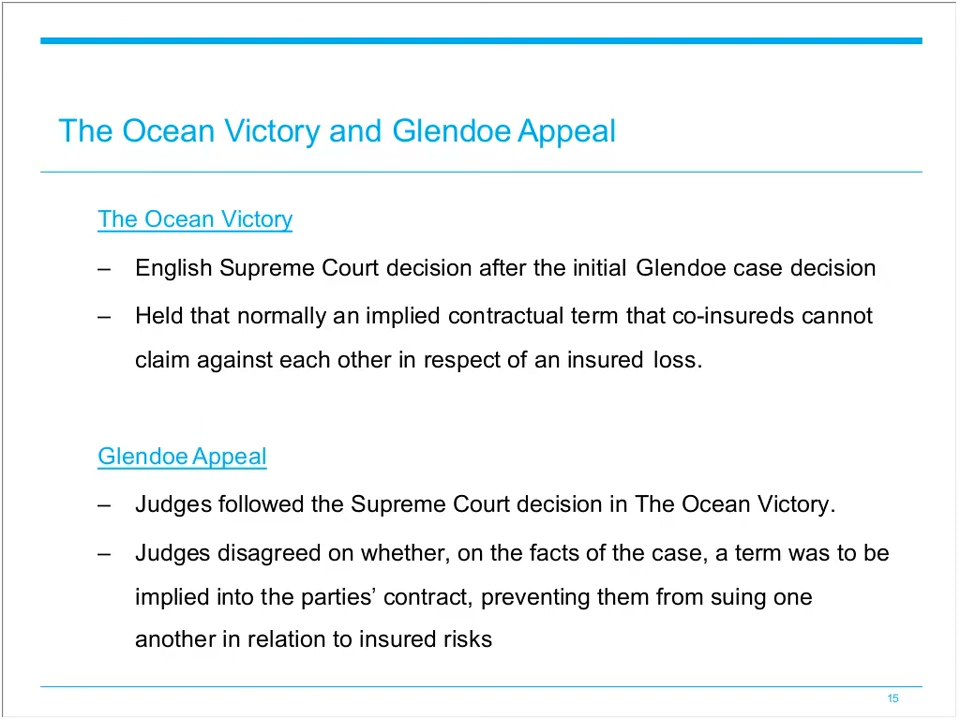 The Ocean Victory and Glendoe Appeal
The Ocean Victory
– English Supreme Court decision after the initial Glendoe case decision
– Held that normally an implied contractual term that co-insureds cannot
claim against each other in respect of an insured loss.
Glendoe Appeal
– Judges followed the Supreme Court decision in The Ocean Victory.
– Judges disagreed on whether, on the facts of the case, a term was to be
implied into the parties’ contract, preventing them from suing one
another in relation to insured risks
15